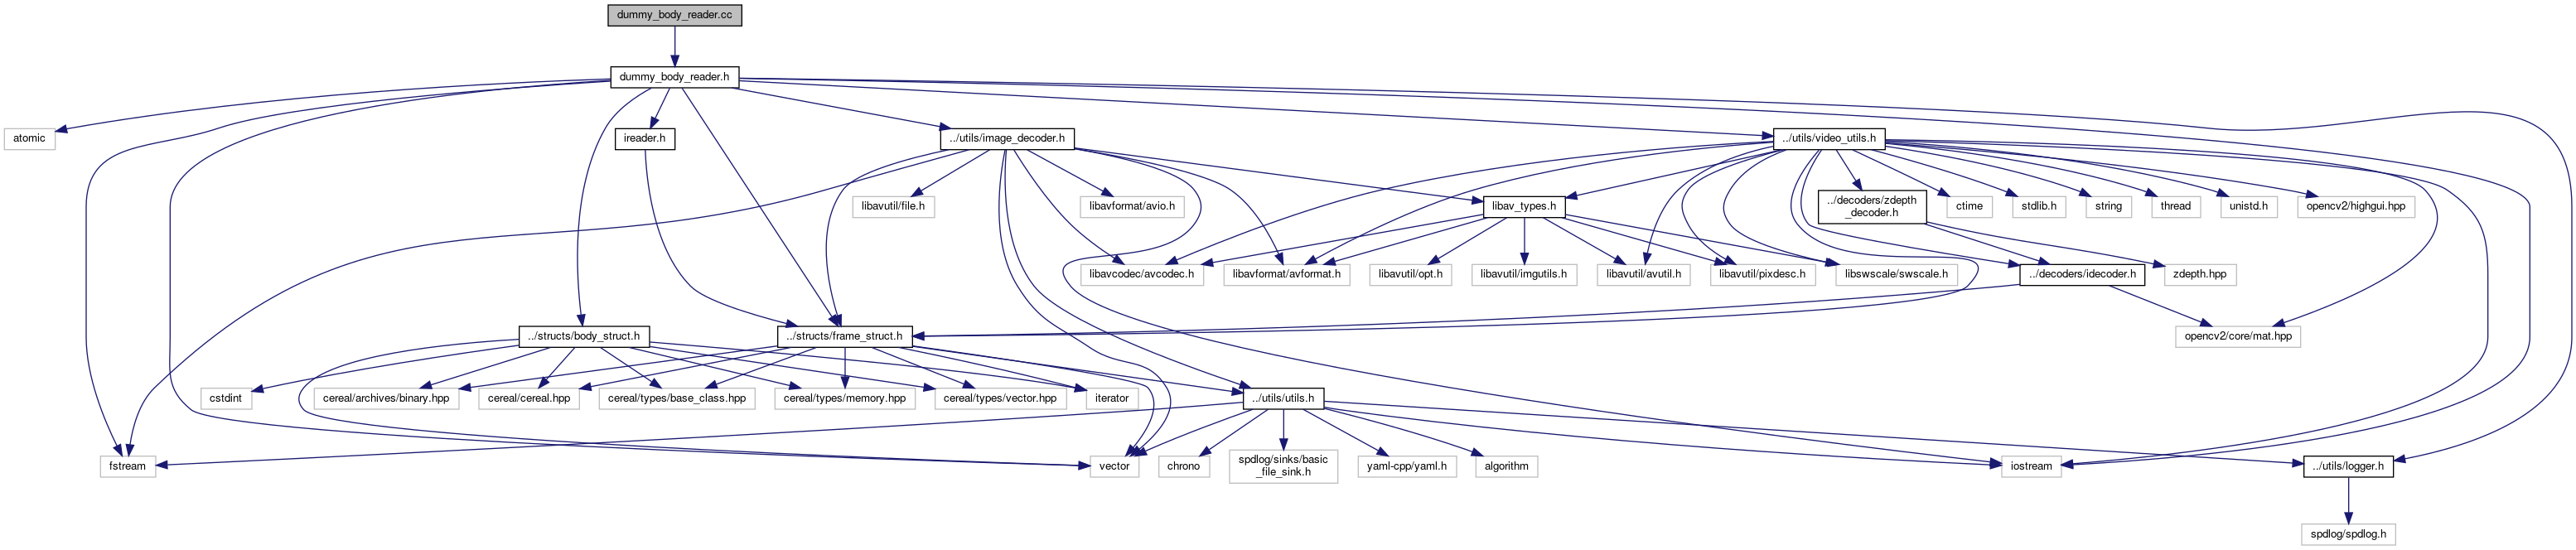 dummy_body_reader.cc
dummy_body_reader.h
atomic
ireader.h
../utils/image_decoder.h
../utils/video_utils.h
libavutil/file.h
libavformat/avio.h
libav_types.h
../decoders/zdepth
_decoder.h
ctime
stdlib.h
string
thread
unistd.h
opencv2/highgui.hpp
libavcodec/avcodec.h
libavformat/avformat.h
libavutil/opt.h
libavutil/imgutils.h
libavutil/avutil.h
libavutil/pixdesc.h
libswscale/swscale.h
../decoders/idecoder.h
zdepth.hpp
../structs/body_struct.h
../structs/frame_struct.h
opencv2/core/mat.hpp
cstdint
cereal/archives/binary.hpp
cereal/cereal.hpp
cereal/types/base_class.hpp
cereal/types/memory.hpp
cereal/types/vector.hpp
iterator
../utils/utils.h
fstream
vector
chrono
spdlog/sinks/basic
_file_sink.h
yaml-cpp/yaml.h
algorithm
iostream
../utils/logger.h
spdlog/spdlog.h